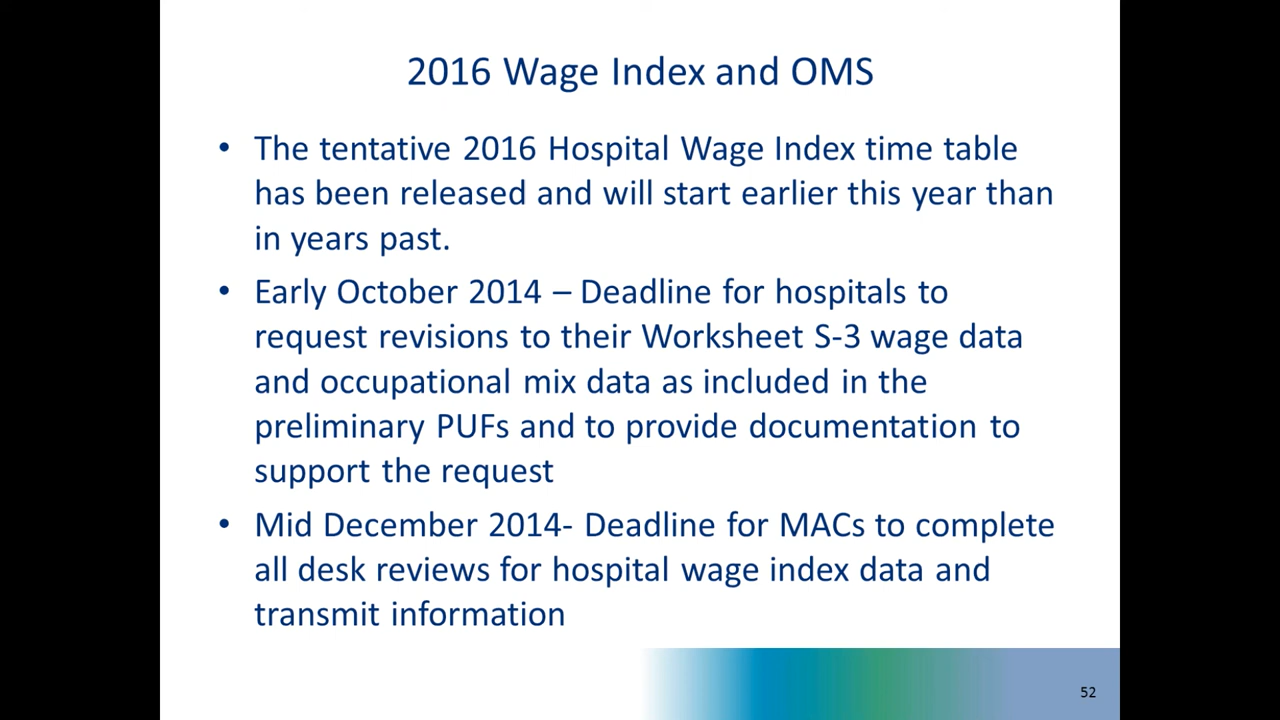 2016 Wage Index and OMS
• The tentative 2016 Hospital Wage Index time table
has been released and will start earlier this year than
in years past.
• Early October 2014 – Deadline for hospitals to
request revisions to their Worksheet S-3 wage data
and occupational mix data as included in the
preliminary PUFs and to provide documentation to
support the request
• Mid December 2014- Deadline for MACs to complete
all desk reviews for hospital wage index data and
transmit information
52